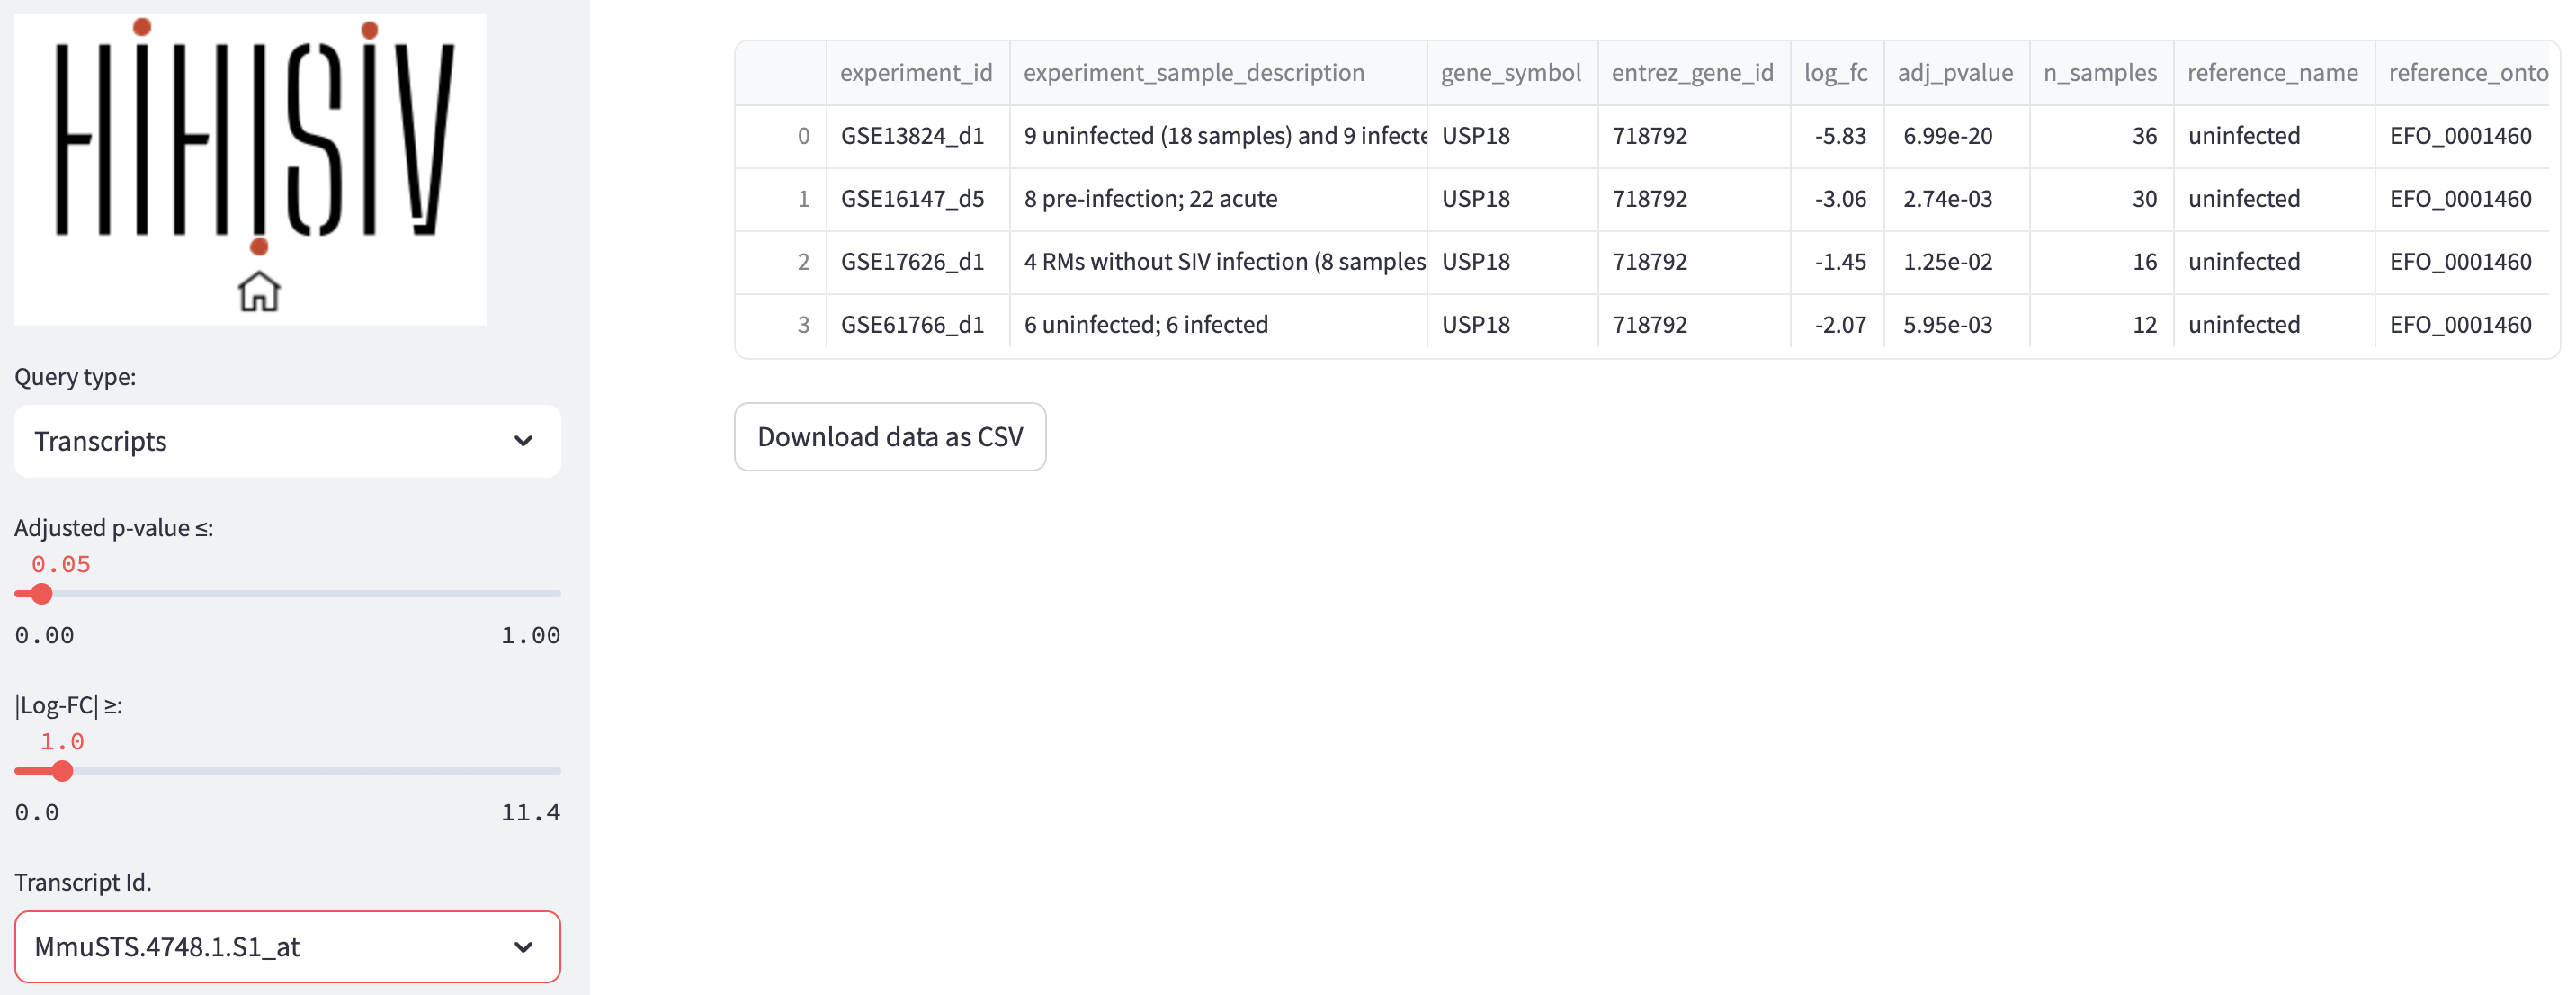 HIHISIV
Query type:
Transcripts
Adjusted p-value ≤:
0.05
0.00 1.00
|Log-FC| ≥:
1.0
0.0 11.4
Transcript Id.
MmuSTS.4748.1.S1_at
experiment_id experiment_sample_description gene_symbol entrez_gene_id log_fc adj_pvalue n_samples reference_name reference_onto
0 GSE13824_d1 9 uninfected (18 samples) and 9 infecte USP18 718792 -5.83 6.99e-20 36 uninfected EFO_0001460
1 GSE16147_d5 8 pre-infection; 22 acute USP18 718792 -3.06 2.74e-03 30 uninfected EFO_0001460
2 GSE17626_d1 4 RMs without SIV infection (8 samples USP18 718792 -1.45 1.25e-02 16 uninfected EFO_0001460
3 GSE61766_d1 6 uninfected; 6 infected USP18 718792 -2.07 5.95e-03 12 uninfected EFO_0001460
Download data as CSV